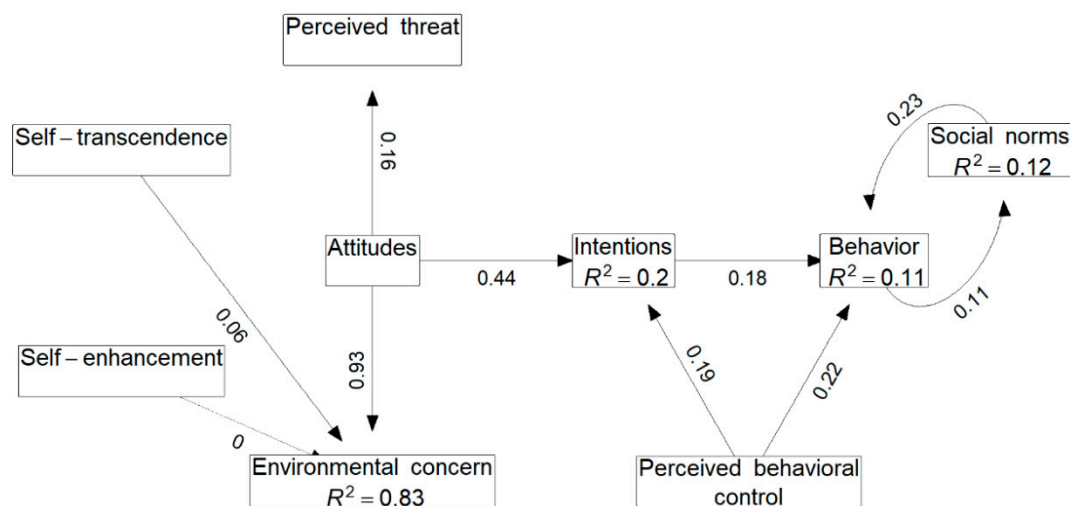 Perceived threat
Self – transcendence
0.16
0.23
Social norms
R² = 0.12
Attitudes
0.44
Intentions
R² = 0.2
0.18
Behavior
R² = 0.11
0.11
0.06
Self – enhancement
0.93
0.19
0.22
0
Environmental concern
R² = 0.83
Perceived behavioral
control